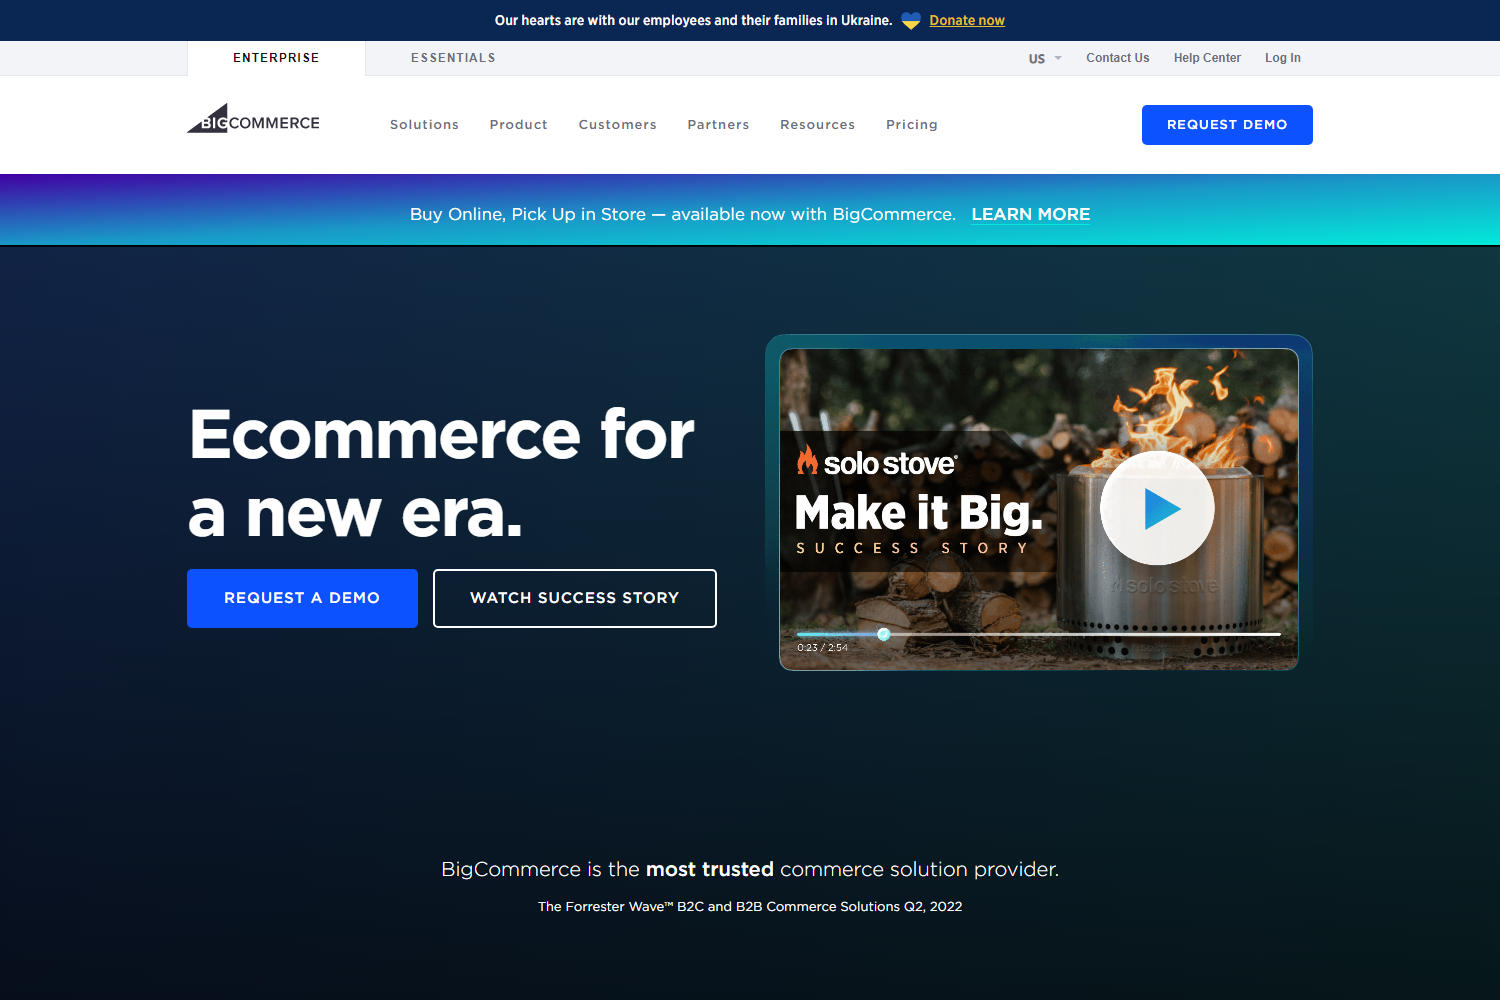 Our hearts are with our employees and their families in Ukraine. Donate now
ENTERPRISE ESSENTIALS US Contact Us Help Center Log In
BIGCOMMERCE Solutions Product Customers Partners Resources Pricing REQUEST DEMO
Buy Online, Pick Up in Store — available now with BigCommerce. LEARN MORE
Ecommerce for
a new era.
REQUEST A DEMO WATCH SUCCESS STORY
solo stove®
Make it Big.
SUCCESS STORY
solo stove
0:23 / 2:54
BigCommerce is the most trusted commerce solution provider.
The Forrester Wave™ B2C and B2B Commerce Solutions Q2, 2022